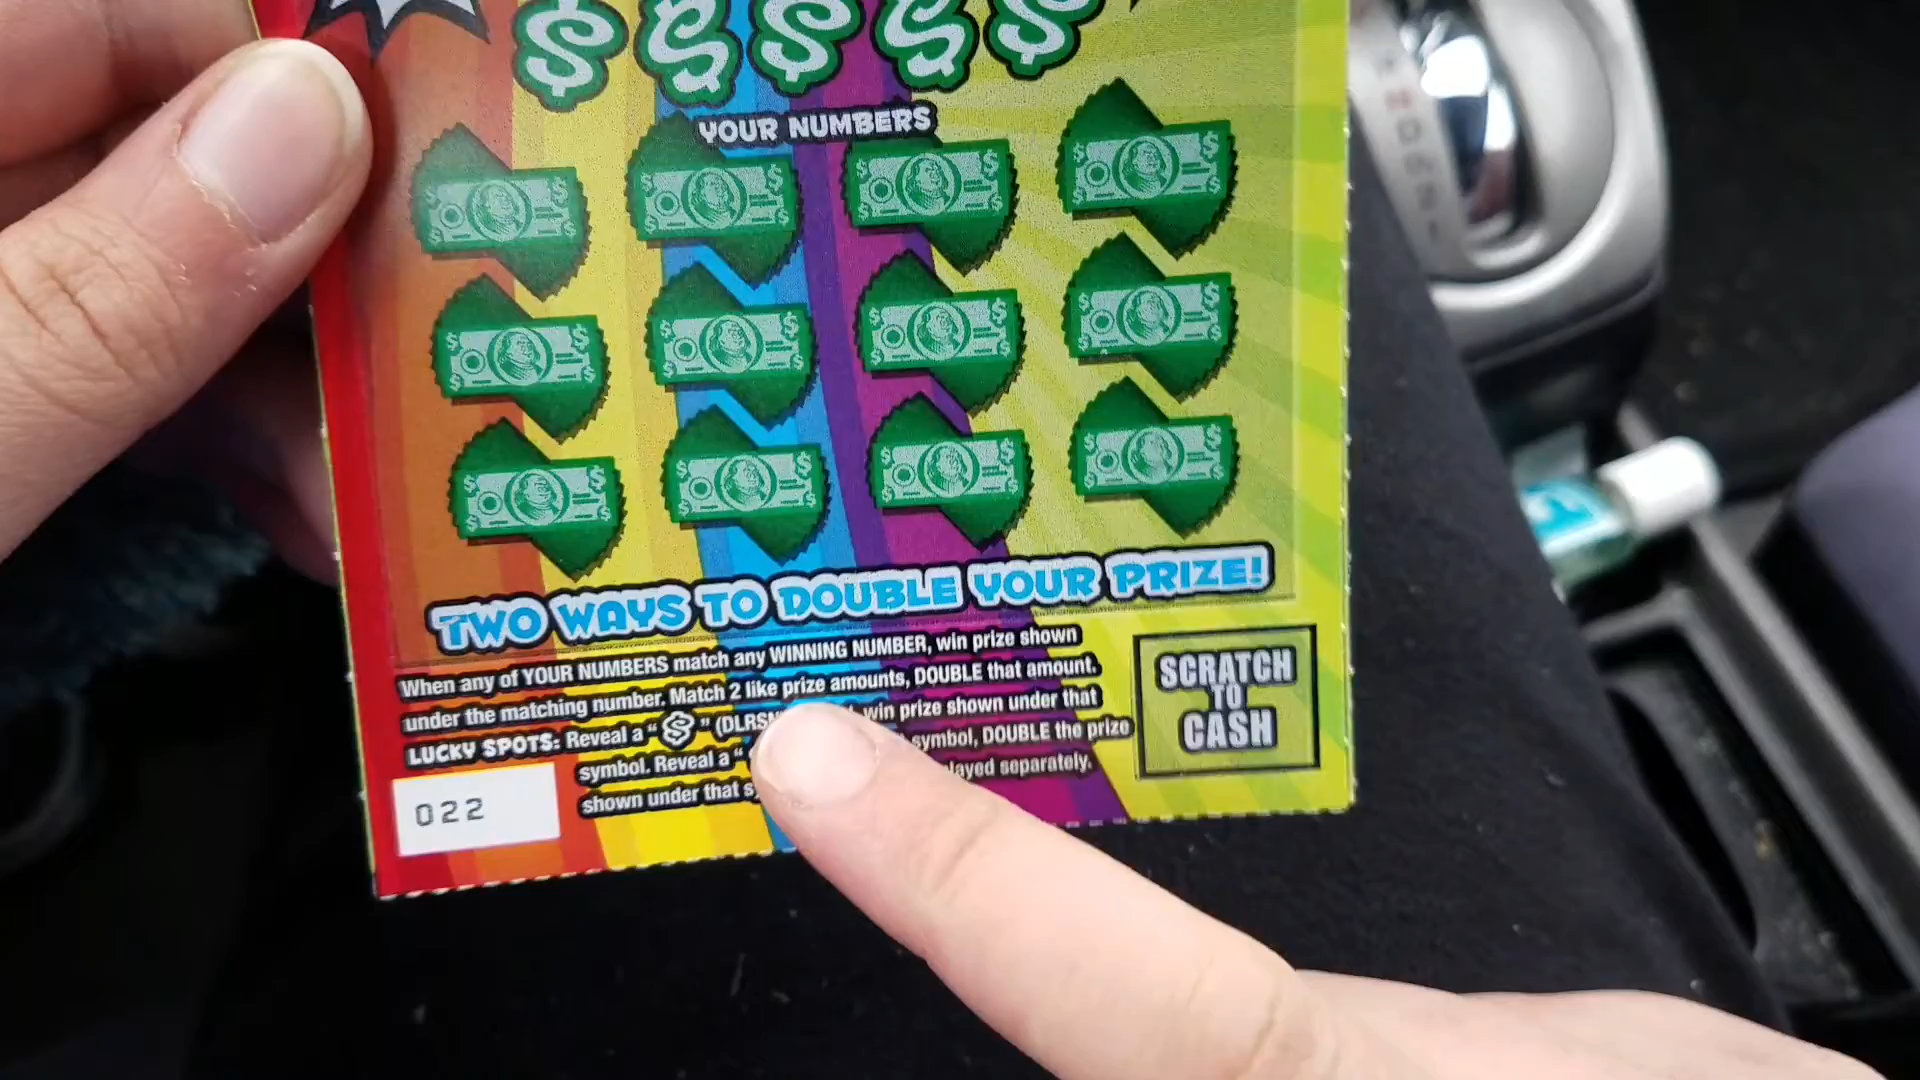 $ $ $ $ $
YOUR NUMBERS
TWO WAYS TO DOUBLE YOUR PRIZE!
When any of YOUR NUMBERS match any WINNING NUMBER, win prize shown
under the matching number. Match 2 like prize amounts, DOUBLE that amount.
LUCKY SPOTS: Reveal a "$" (DLRSN win prize shown under that
symbol. Reveal a " symbol, DOUBLE the prize
shown under that separately.
SCRATCH
TO
CASH
022